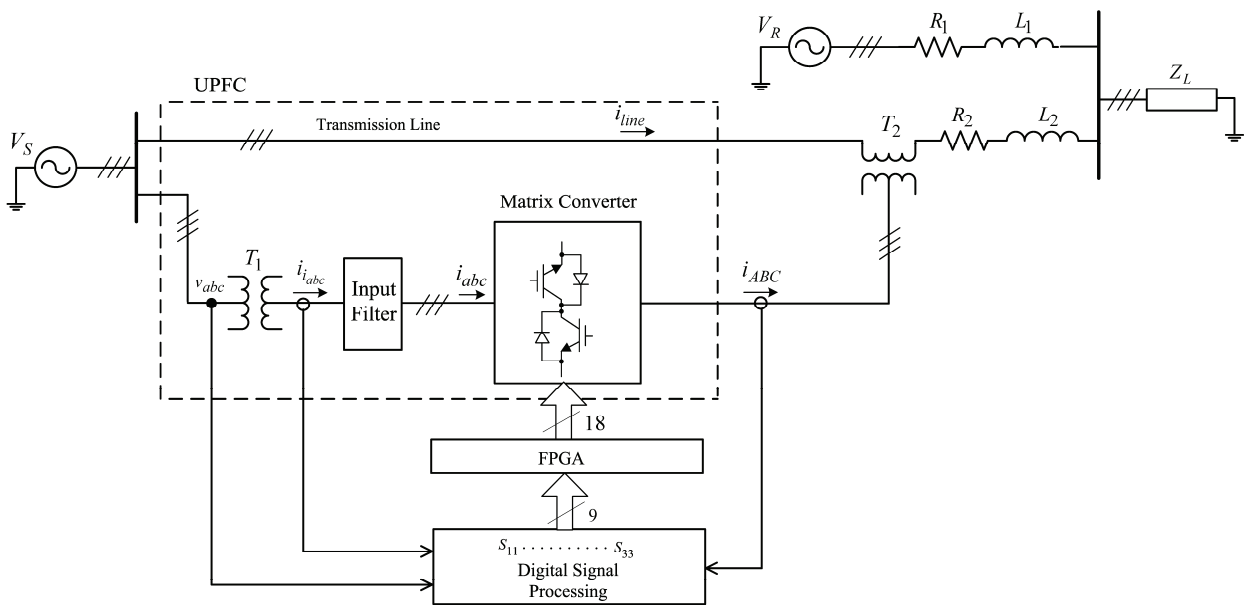 V_R
R_1
L_1
UPFC
Z_L
Transmission Line
i_line
T_2
R_2
L_2
V_S
Matrix Converter
T_1
i_i_abc
v_abc
Input
Filter
i_abc
i_ABC
18
FPGA
9
S_11 . . . . . . . . . . S_33
Digital Signal
Processing